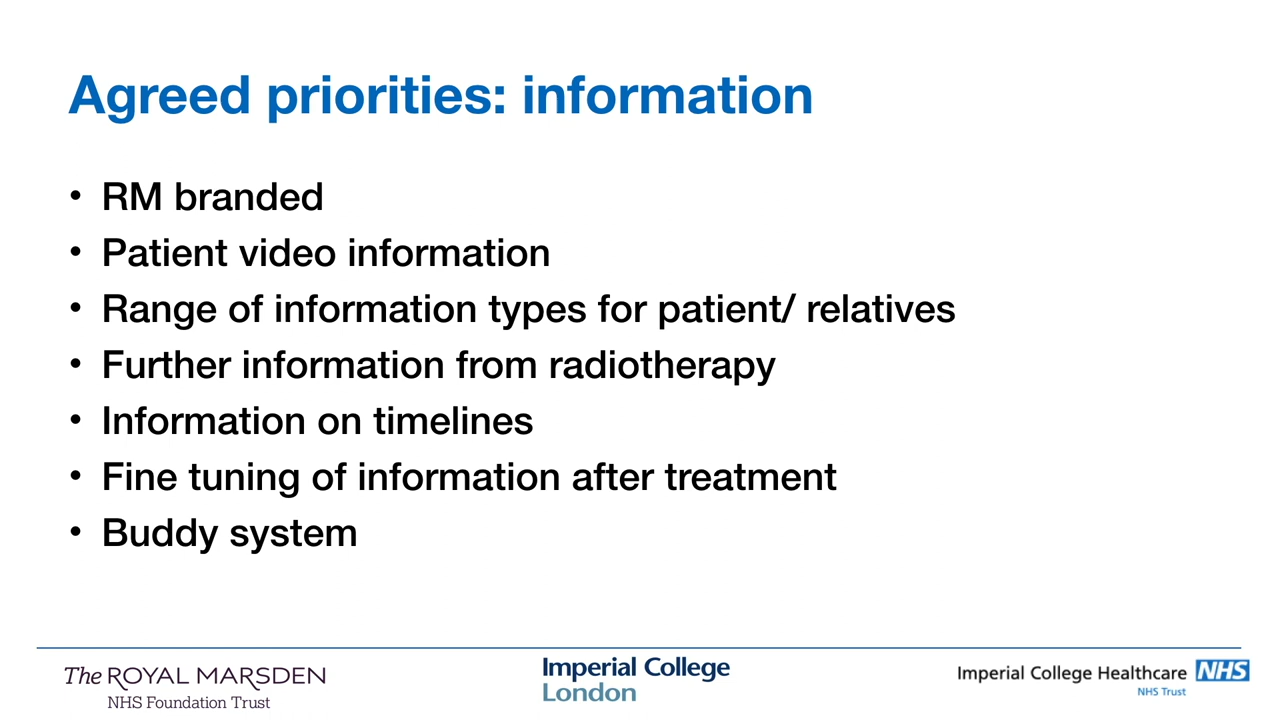 Agreed priorities: information
• RM branded
• Patient video information
• Range of information types for patient/ relatives
• Further information from radiotherapy
• Information on timelines
• Fine tuning of information after treatment
• Buddy system
The ROYAL MARSDEN
NHS Foundation Trust
Imperial College
London
Imperial College Healthcare NHS
NHS Trust